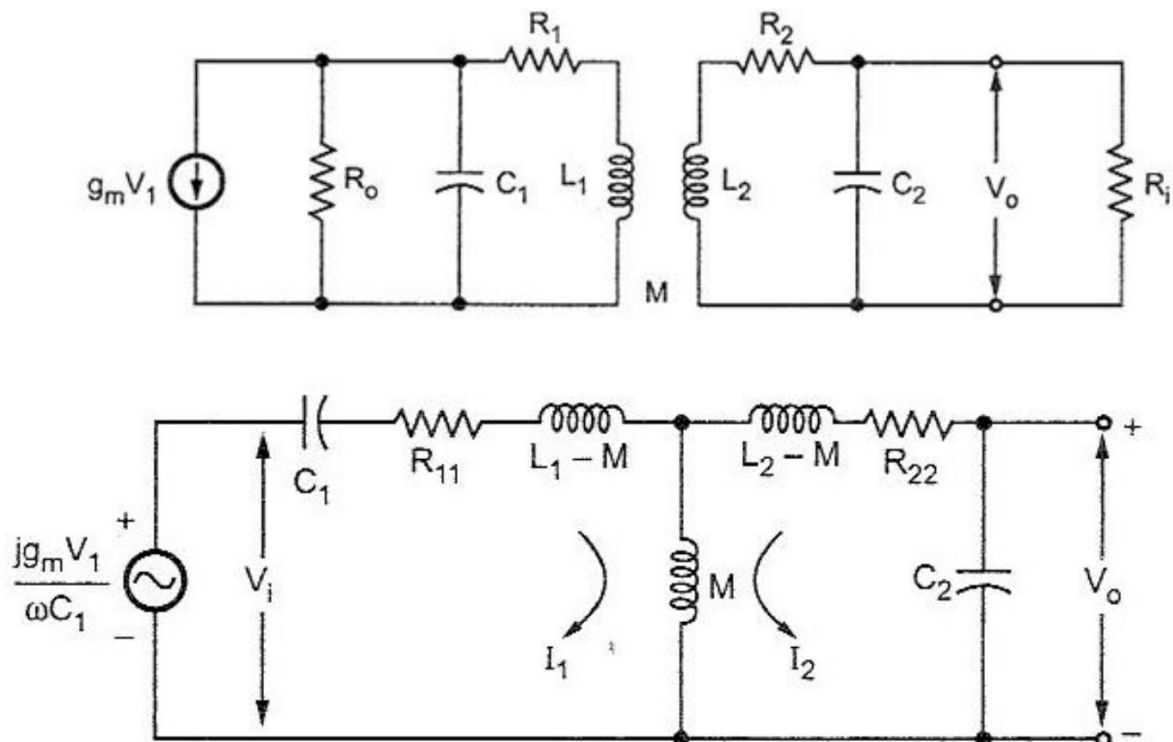 R₁
R₂
gₘV₁
Rₒ
C₁
L₁
L₂
C₂
Vₒ
Rᵢ
M
C₁
R₁₁
L₁ – M
L₂ – M
R₂₂
+
+
jgₘV₁
ωC₁
Vᵢ
M
C₂
Vₒ
–
I₁
I₂
–